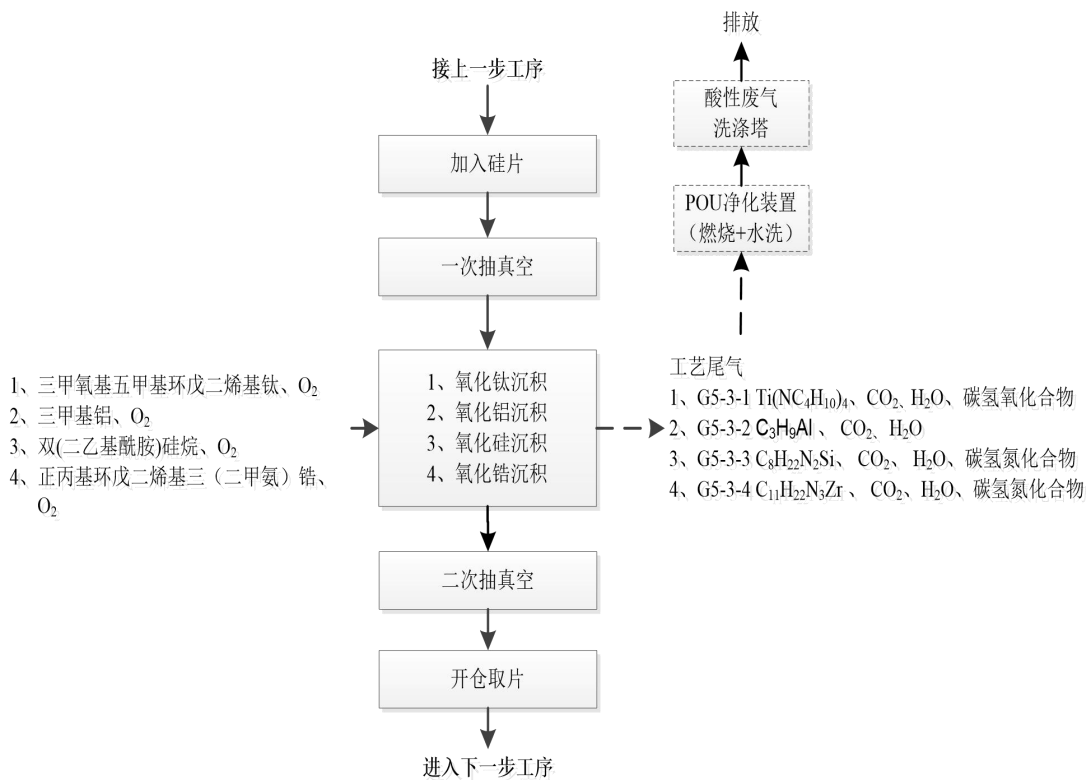 排放
酸性废气
洗涤塔
POU净化装置
（燃烧+水洗）
接上一步工序
加入硅片
一次抽真空
1、三甲氧基五甲基环戊二烯基钛、O₂
2、三甲基铝、O₂
3、双(二乙基酰胺)硅烷、O₂
4、正丙基环戊二烯基三（二甲氨）锆、
O₂
1、氧化钛沉积
2、氧化铝沉积
3、氧化硅沉积
4、氧化锆沉积
工艺尾气
1、G5-3-1 Ti(NC₄H₁₀)₄、CO₂、H₂O、碳氢氧化合物
2、G5-3-2 C₃H₉Al 、 CO₂、H₂O
3、G5-3-3 C₈H₂₂N₂Si、 CO₂、 H₂O、碳氢氮化合物
4、G5-3-4 C₁₁H₂₂N₃Zr 、 CO₂、H₂O、碳氢氮化合物
二次抽真空
开仓取片
进入下一步工序